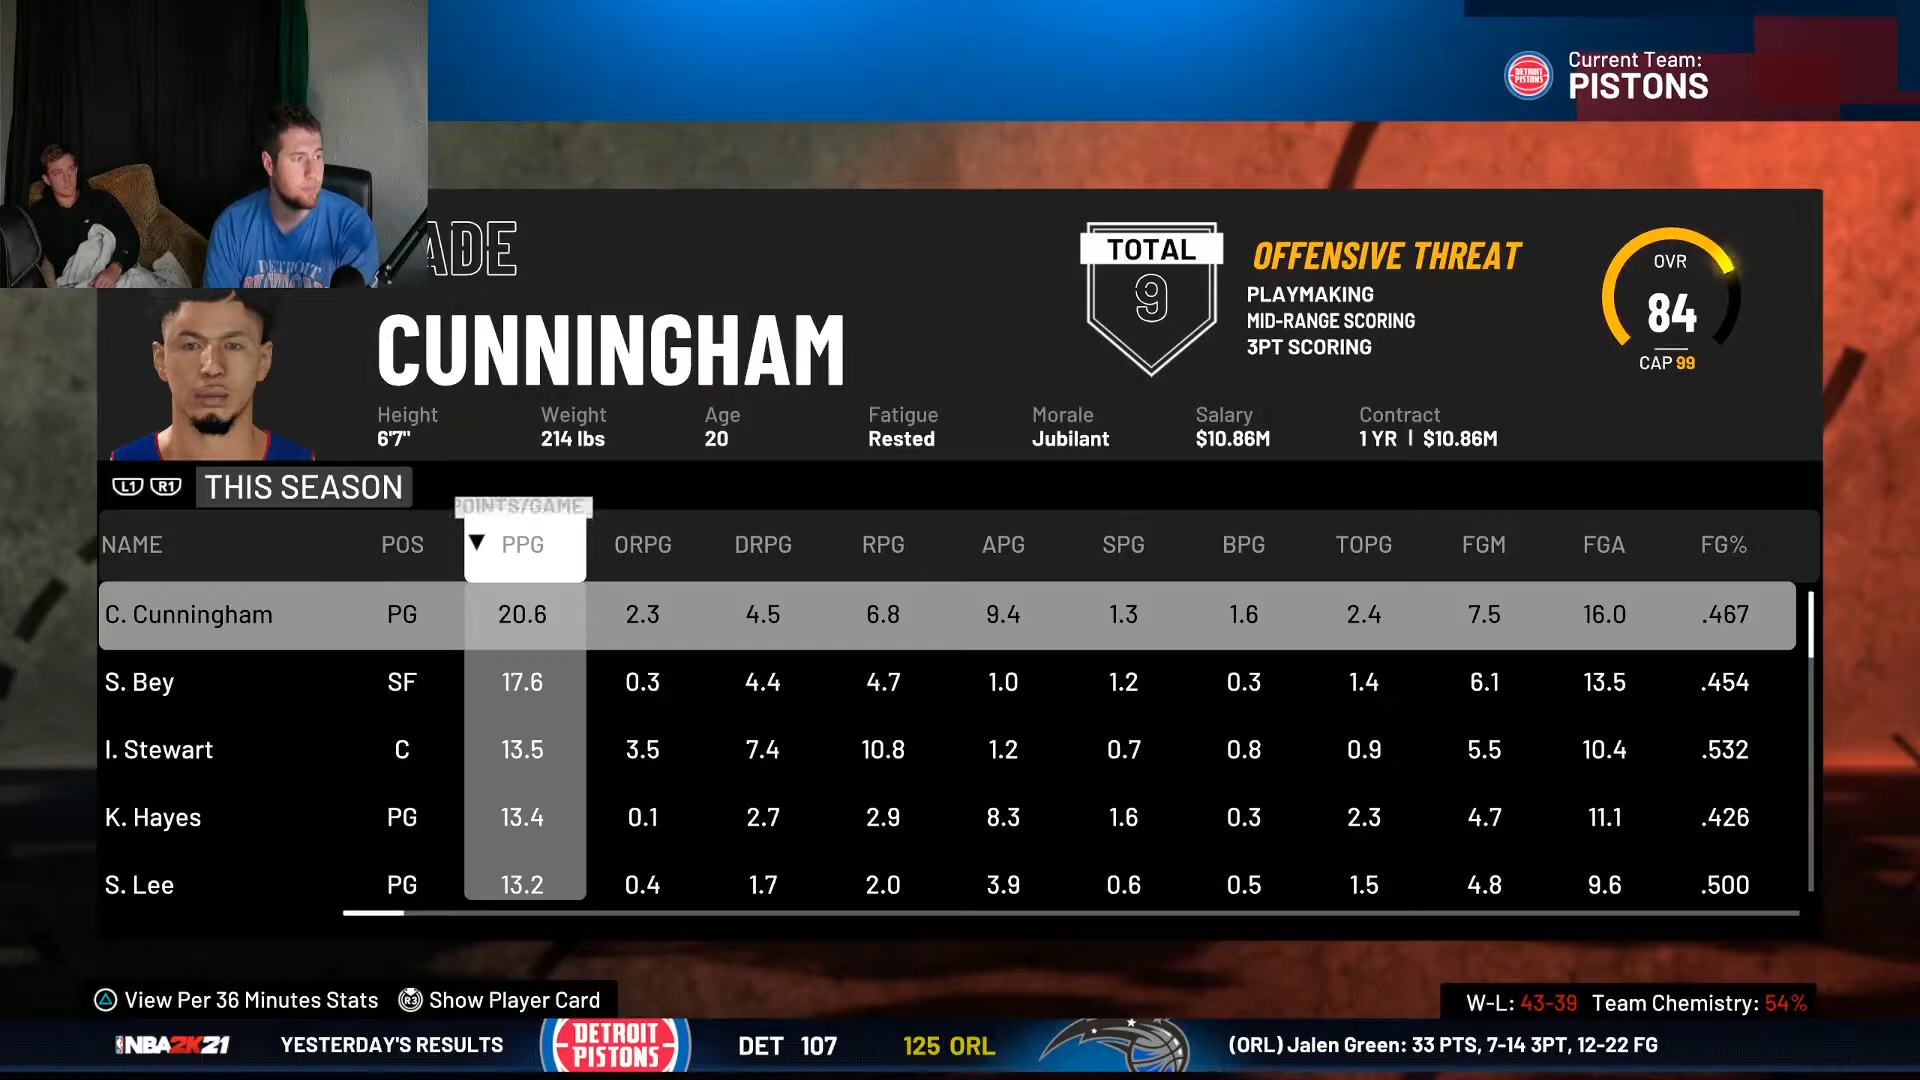 Current Team:
DETROIT
PISTONS
PISTONS
DETROIT
ADE
CUNNINGHAM
TOTAL
9
OFFENSIVE THREAT
PLAYMAKING
MID-RANGE SCORING
3PT SCORING
OVR
84
CAP 99
Height Weight Age Fatigue Morale Salary Contract
6'7" 214 lbs 20 Rested Jubilant $10.86M 1 YR | $10.86M
L1 R1 THIS SEASON
POINTS/GAME
NAME POS ▼ PPG ORPG DRPG RPG APG SPG BPG TOPG FGM FGA FG%
C. Cunningham PG 20.6 2.3 4.5 6.8 9.4 1.3 1.6 2.4 7.5 16.0 .467
S. Bey SF 17.6 0.3 4.4 4.7 1.0 1.2 0.3 1.4 6.1 13.5 .454
I. Stewart C 13.5 3.5 7.4 10.8 1.2 0.7 0.8 0.9 5.5 10.4 .532
K. Hayes PG 13.4 0.1 2.7 2.9 8.3 1.6 0.3 2.3 4.7 11.1 .426
S. Lee PG 13.2 0.4 1.7 2.0 3.9 0.6 0.5 1.5 4.8 9.6 .500
View Per 36 Minutes Stats R3 Show Player Card
W-L: 43-39 Team Chemistry: 54%
NBA2K21 YESTERDAY'S RESULTS DETROIT PISTONS DET 107 125 ORL (ORL) Jalen Green: 33 PTS, 7-14 3PT, 12-22 FG